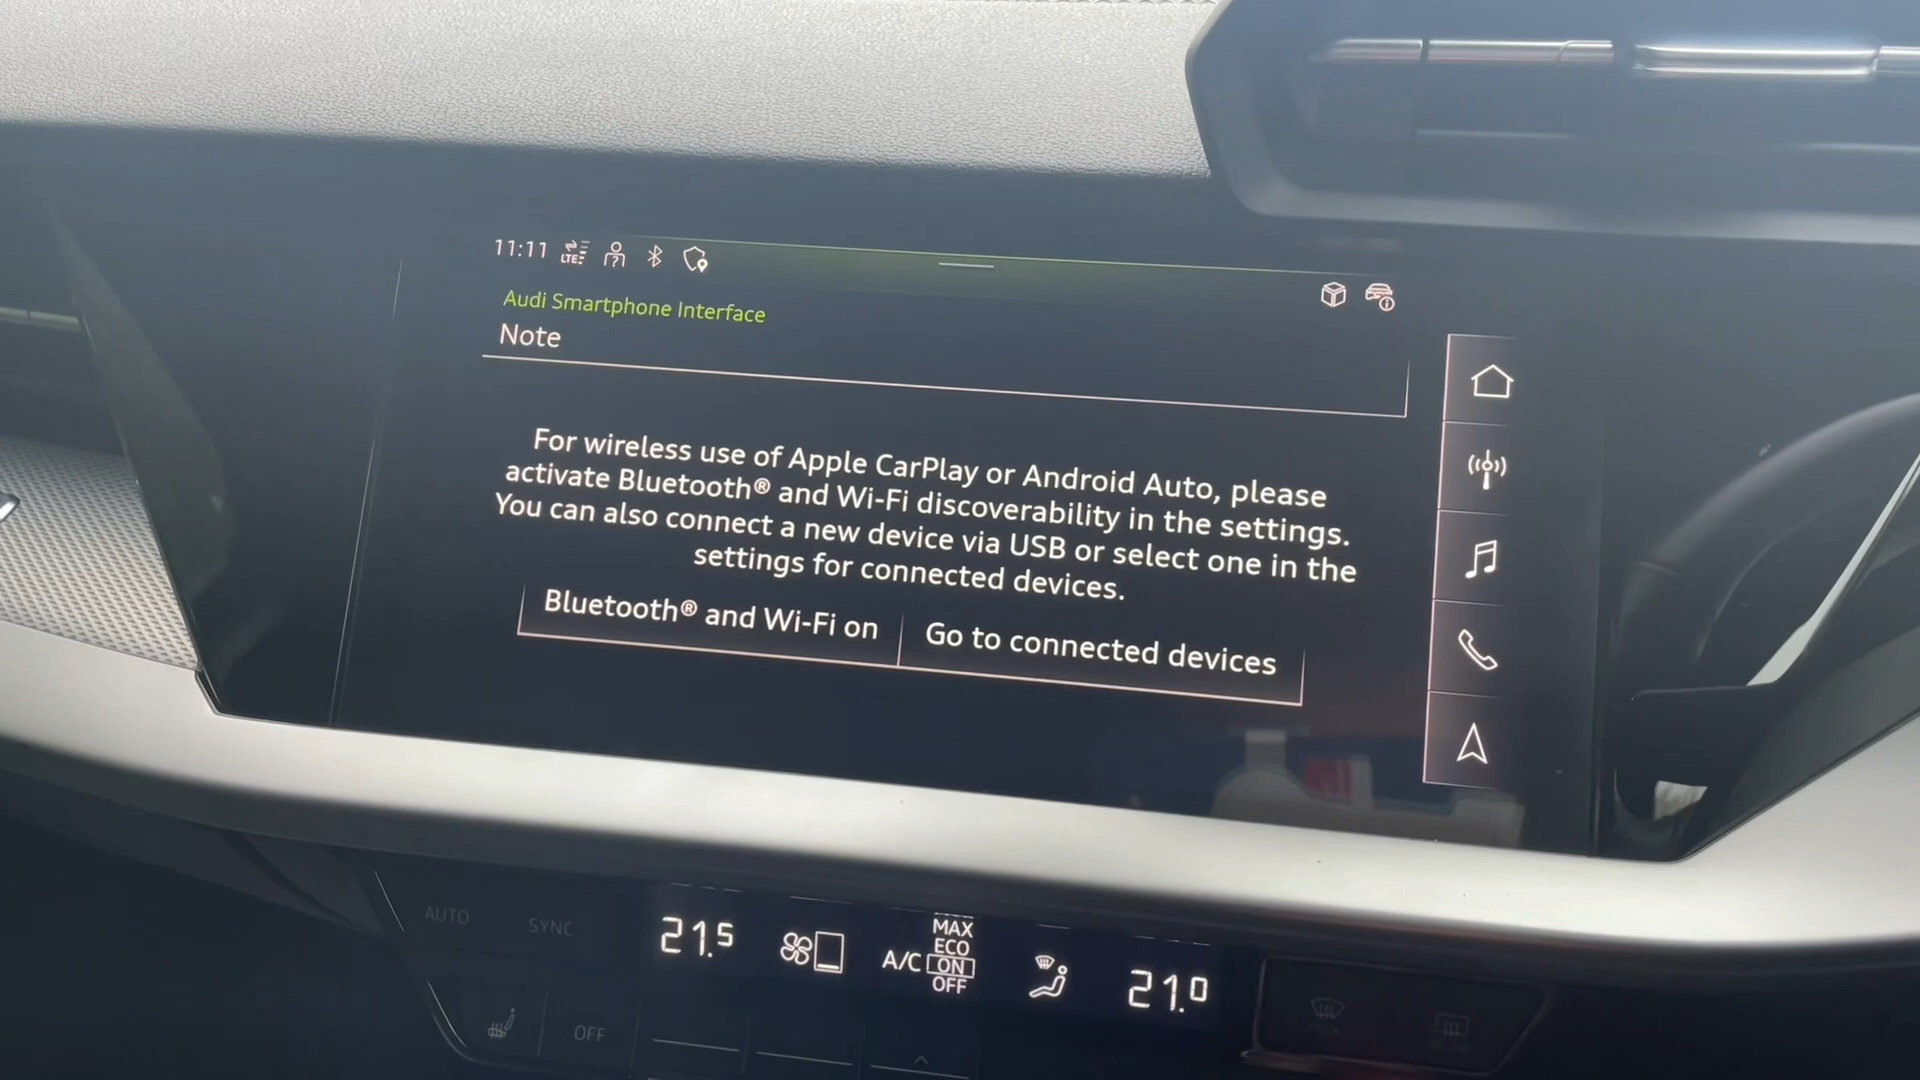 11:11
LTE
Audi Smartphone Interface
Note
For wireless use of Apple CarPlay or Android Auto, please
activate Bluetooth® and Wi-Fi discoverability in the settings.
You can also connect a new device via USB or select one in the
settings for connected devices.
Bluetooth® and Wi-Fi on
Go to connected devices
AUTO
SYNC
21.5
A/C
MAX
ECO
ON
OFF
21.0
OFF